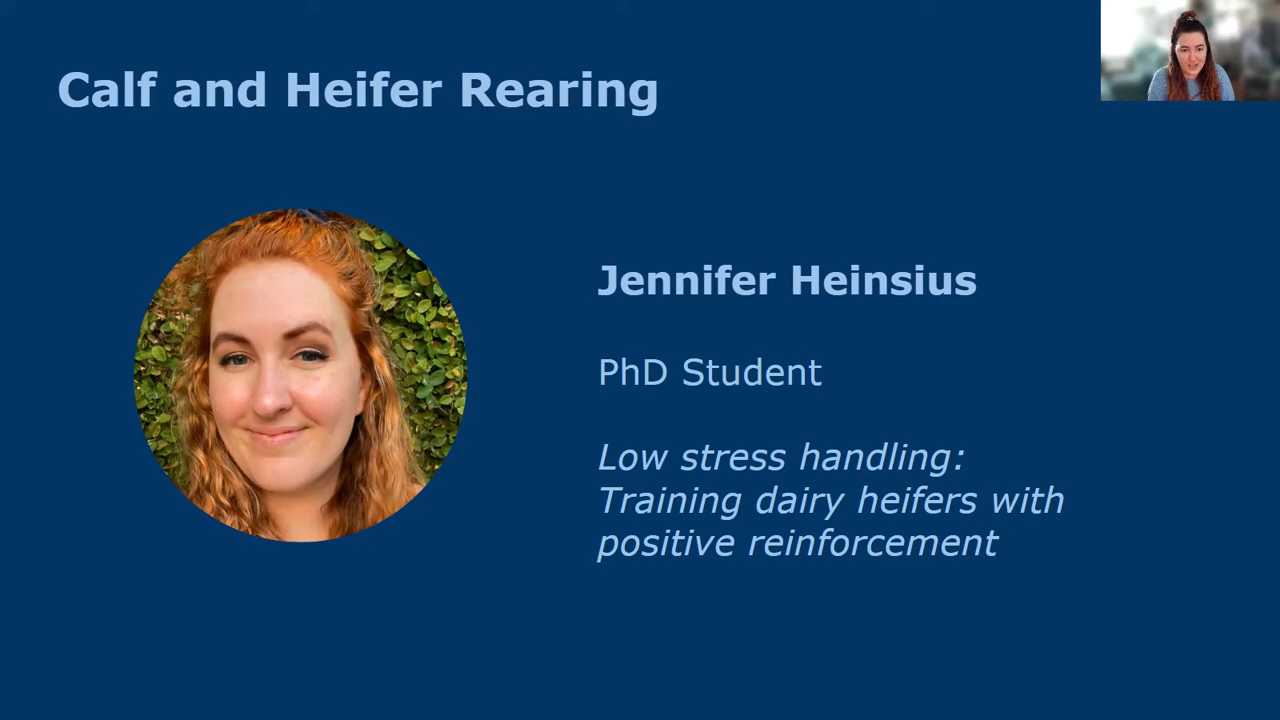 Calf and Heifer Rearing
Jennifer Heinsius
PhD Student
Low stress handling:
Training dairy heifers with
positive reinforcement